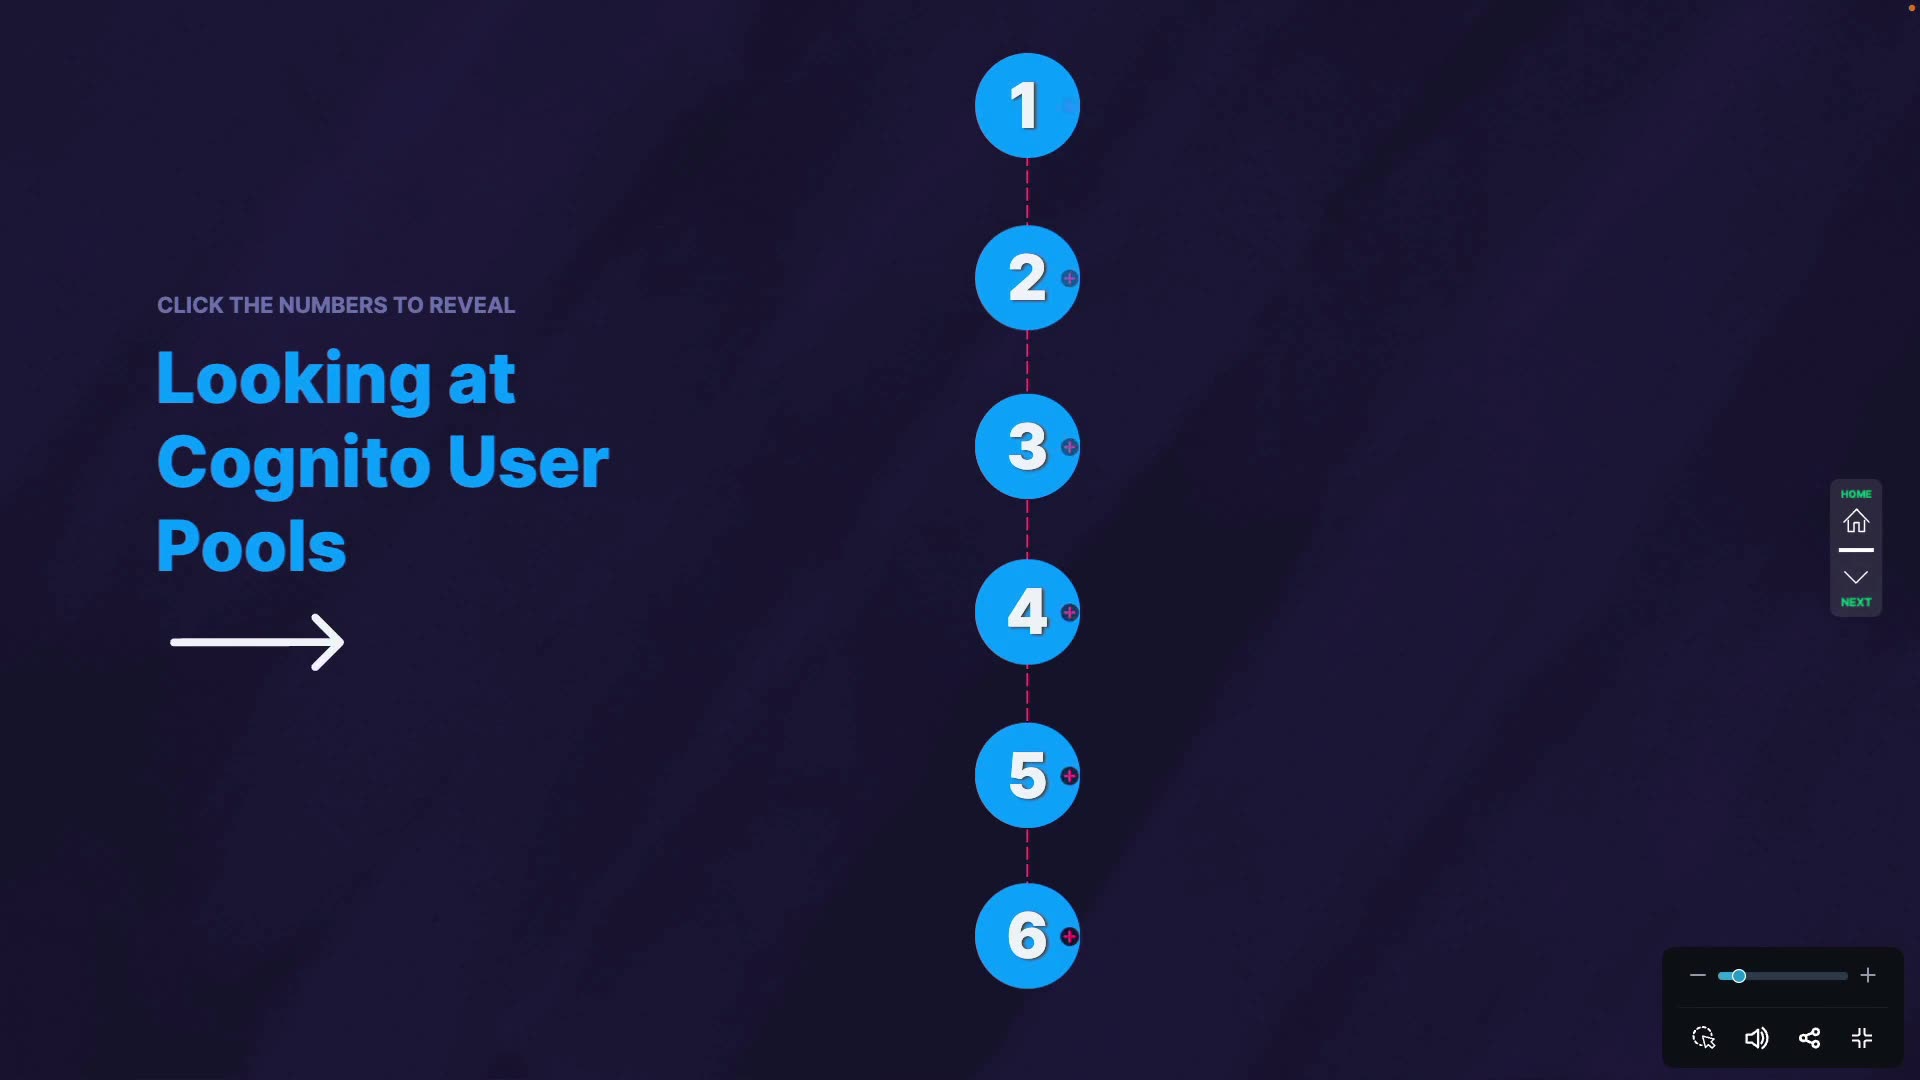 CLICK THE NUMBERS TO REVEAL
Looking at
Cognito User
Pools
1
2
3
4
5
6
HOME
NEXT